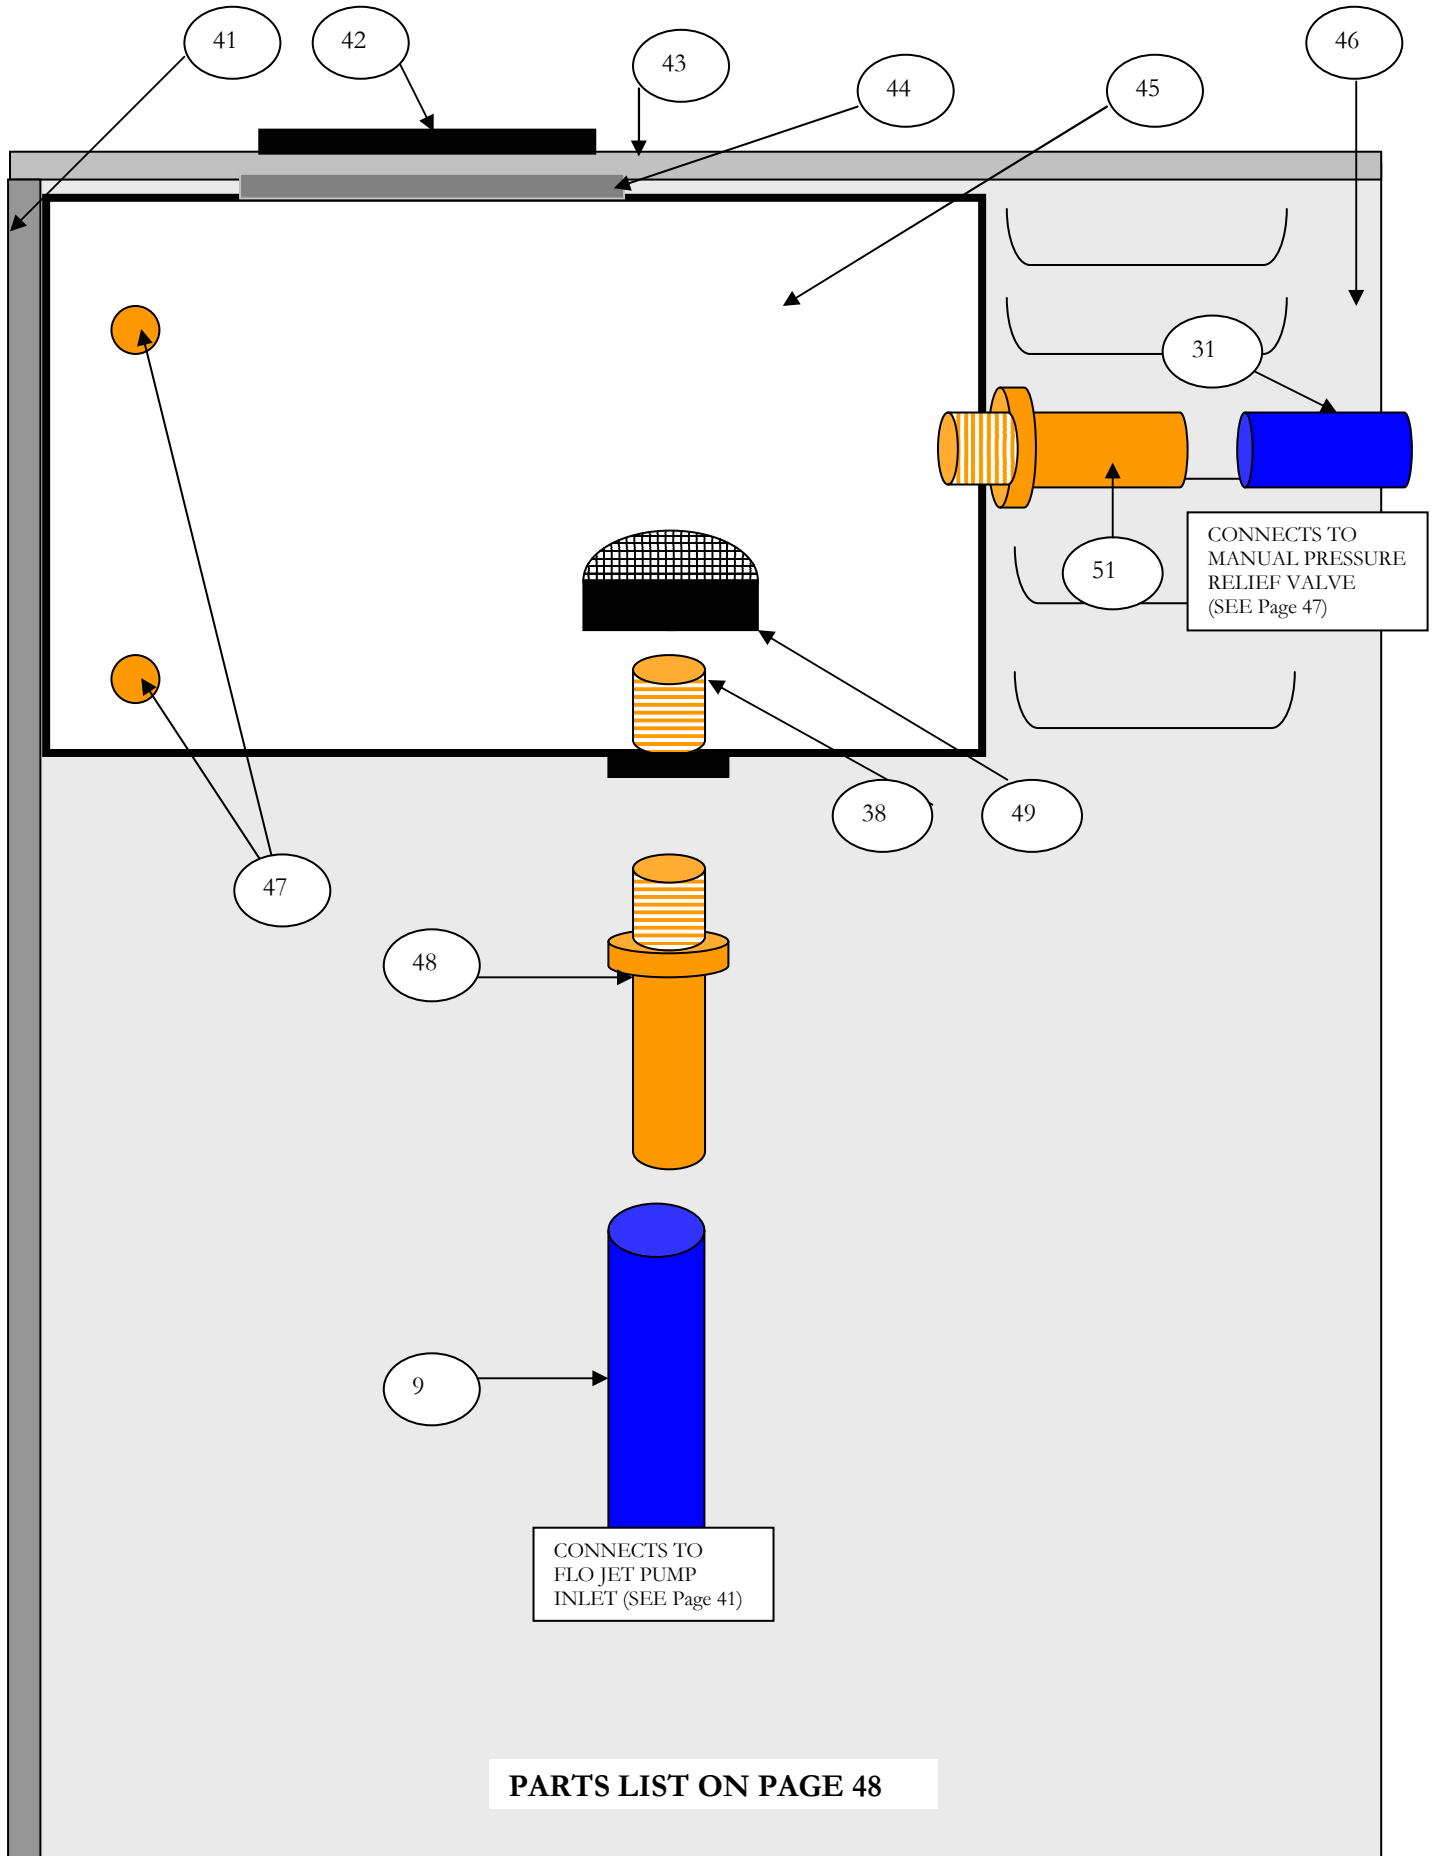 41
42
43
44
45
46
31
CONNECTS TO
MANUAL PRESSURE
RELIEF VALVE
(SEE Page 47)
51
38
49
47
48
9
CONNECTS TO
FLO JET PUMP
INLET (SEE Page 41)
PARTS LIST ON PAGE 48